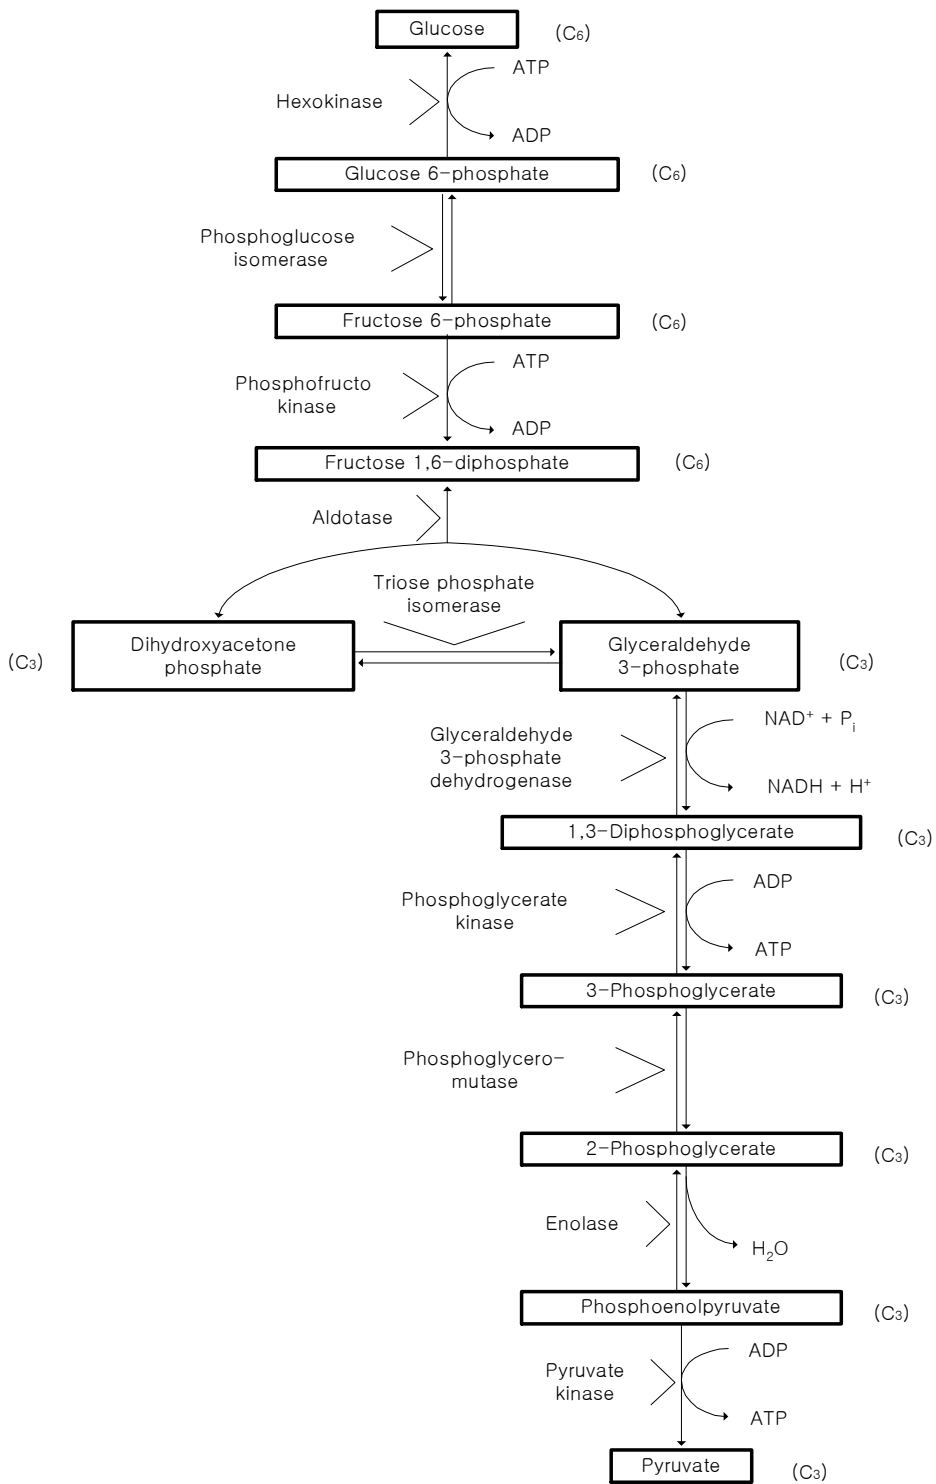 Glucose
(C₆)
ATP
Hexokinase
ADP
Glucose 6-phosphate
(C₆)
Phosphoglucose
isomerase
Fructose 6-phosphate
(C₆)
ATP
Phosphofructo
kinase
ADP
Fructose 1,6-diphosphate
(C₆)
Aldotase
Triose phosphate
isomerase
(C₃)
Dihydroxyacetone
phosphate
Glyceraldehyde
3-phosphate
(C₃)
NAD⁺ + Pᵢ
Glyceraldehyde
3-phosphate
dehydrogenase
NADH + H⁺
1,3-Diphosphoglycerate
(C₃)
ADP
Phosphoglycerate
kinase
ATP
3-Phosphoglycerate
(C₃)
Phosphoglycero-
mutase
2-Phosphoglycerate
(C₃)
Enolase
H₂O
Phosphoenolpyruvate
(C₃)
ADP
Pyruvate
kinase
ATP
Pyruvate
(C₃)